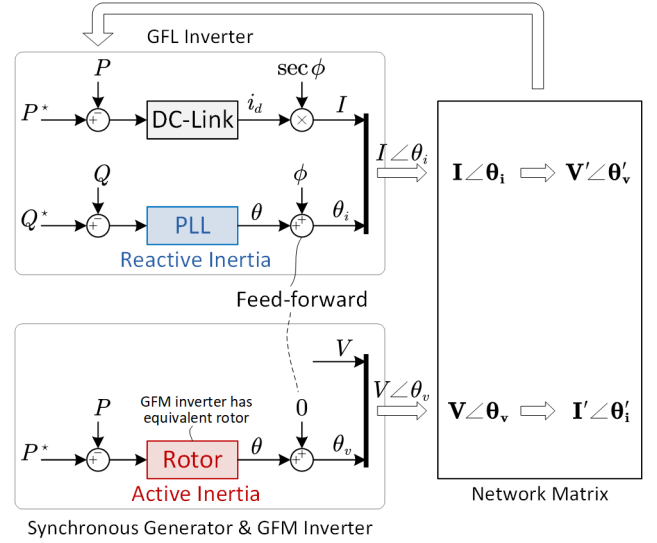 GFL Inverter
P
sec ϕ
P* − DC-Link i_d × I
Q
ϕ
Q* − PLL θ + θ_i
Reactive Inertia
I∠θ_i
I∠θ_i V′∠θ′_v
Feed-forward
V
V∠θ_v
P
GFM inverter has
equivalent rotor
0
P* − Rotor θ + θ_v
Active Inertia
V∠θ_v I′∠θ′_i
Network Matrix
Synchronous Generator & GFM Inverter